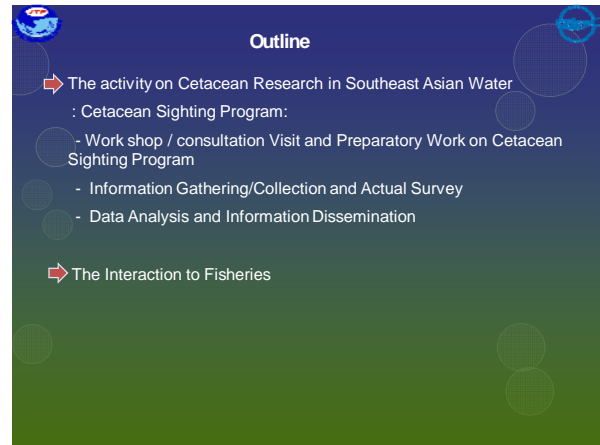 JTF
Outline
The activity on Cetacean Research in Southeast Asian Water
: Cetacean Sighting Program:
- Work shop / consultation Visit and Preparatory Work on Cetacean
Sighting Program
- Information Gathering/Collection and Actual Survey
- Data Analysis and Information Dissemination
The Interaction to Fisheries